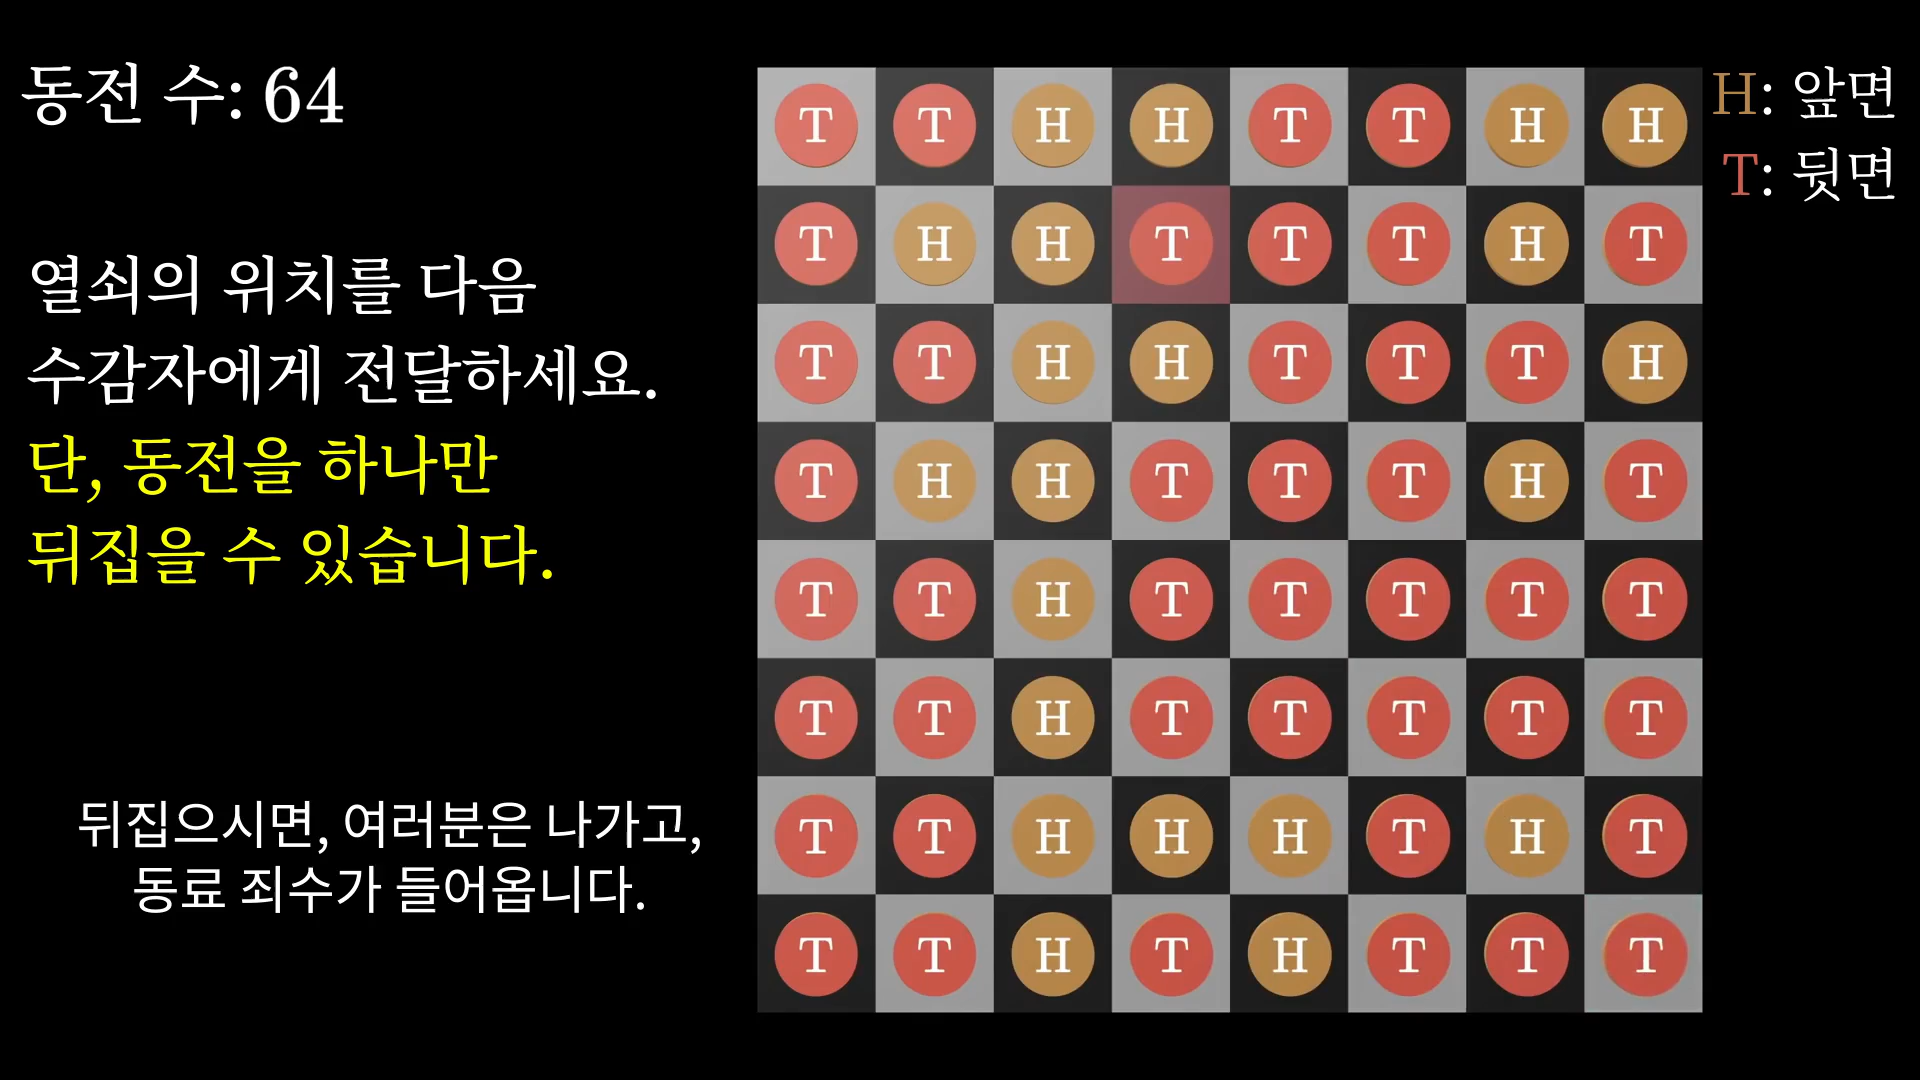 동전 수: 64
H: 앞면
T: 뒷면
열쇠의 위치를 다음
수감자에게 전달하세요.
단, 동전을 하나만
뒤집을 수 있습니다.
뒤집으시면, 여러분은 나가고,
동료 죄수가 들어옵니다.
T T H H T T H H
T H H T T T H T
T T H H T T T H
T H H T T T H T
T T H T T T T T
T T H T T T T T
T T H H H T H T
T T H T H T T T